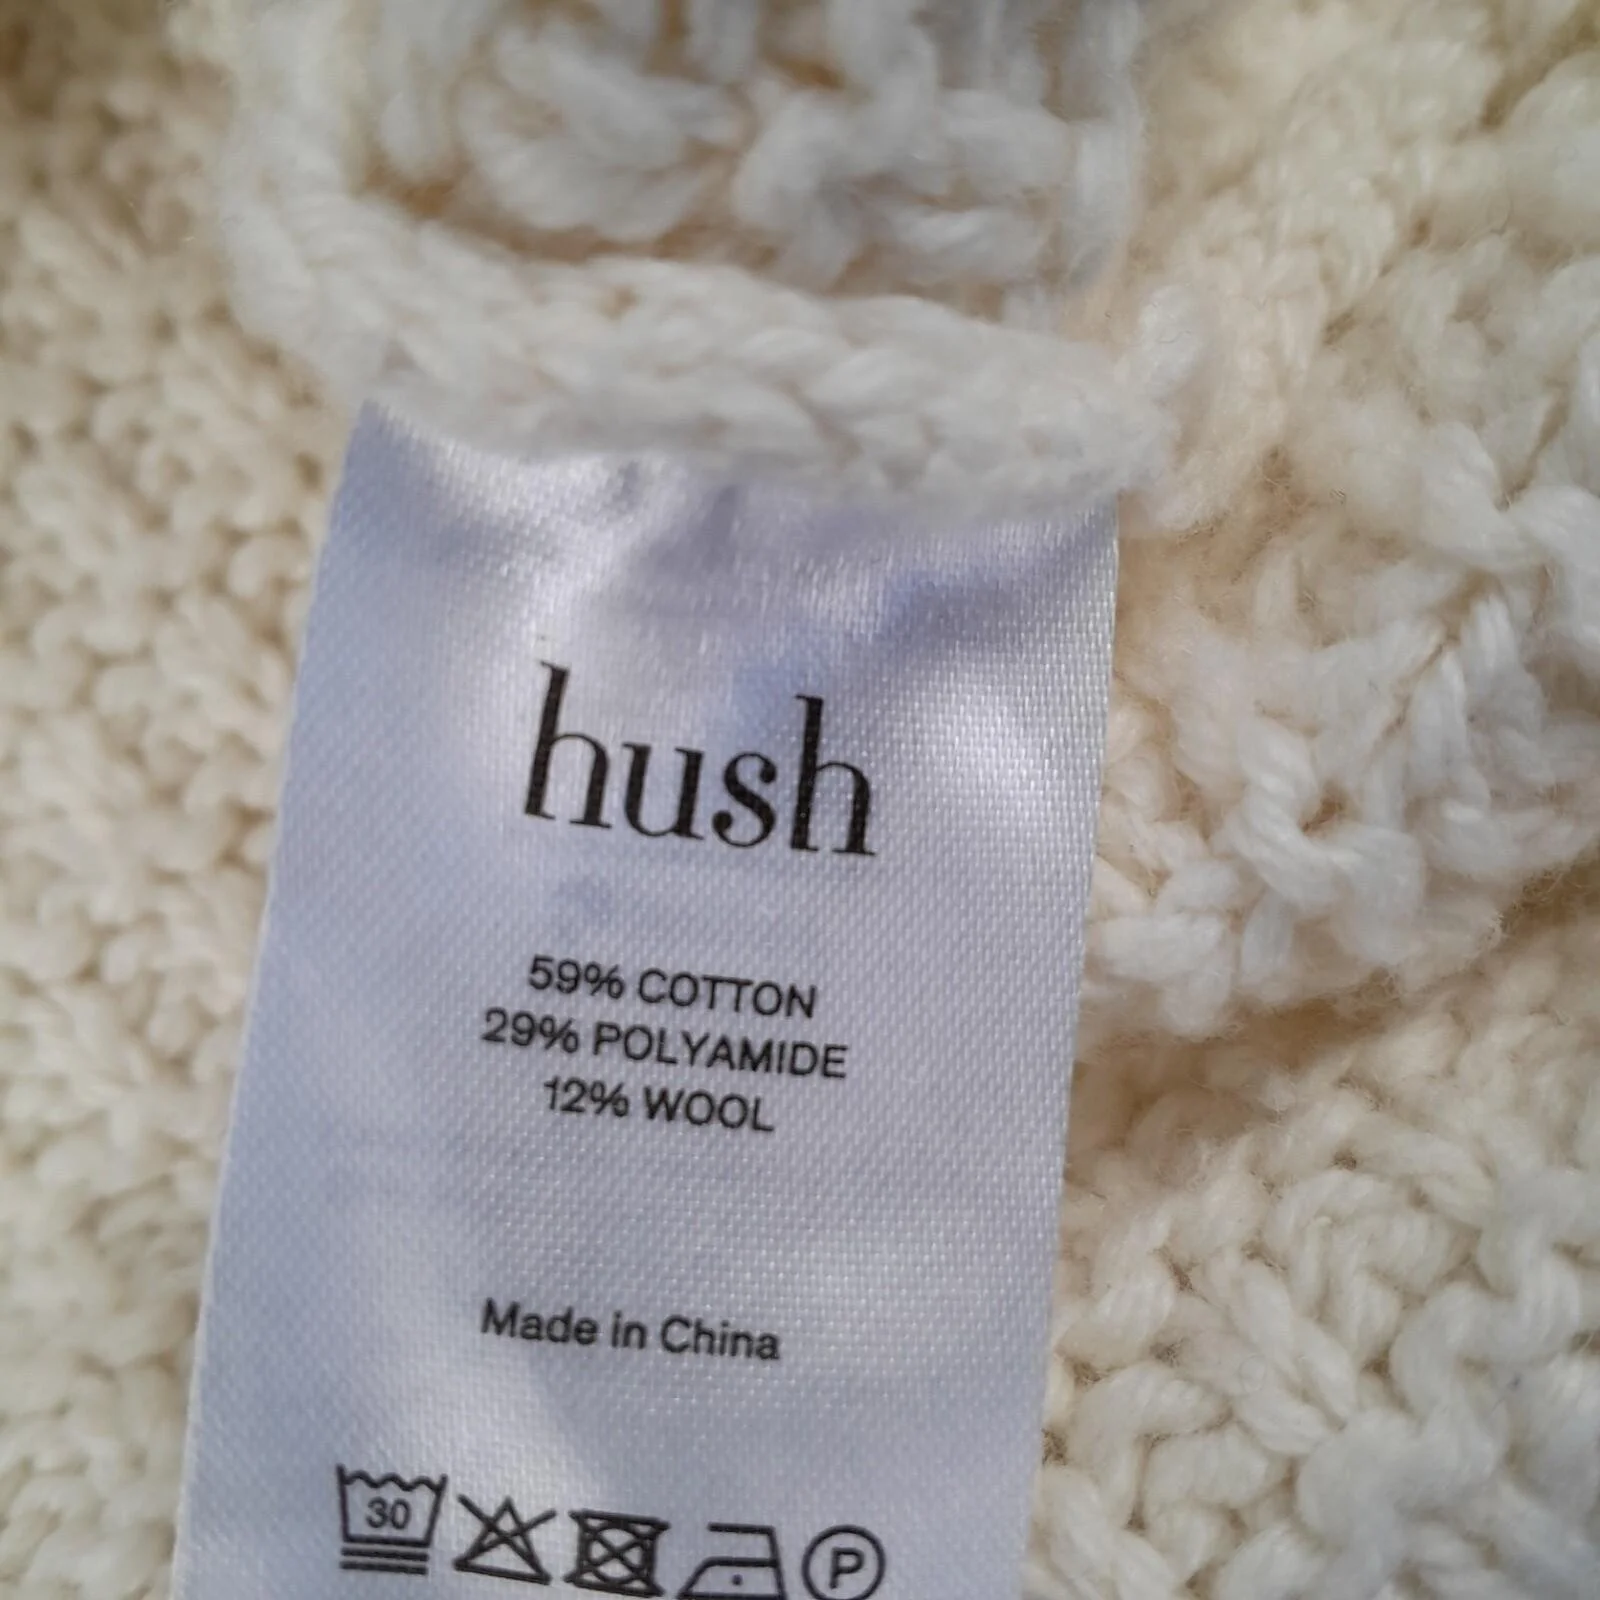 hush
59% COTTON
29% POLYAMIDE
12% WOOL
Made in China
30 P